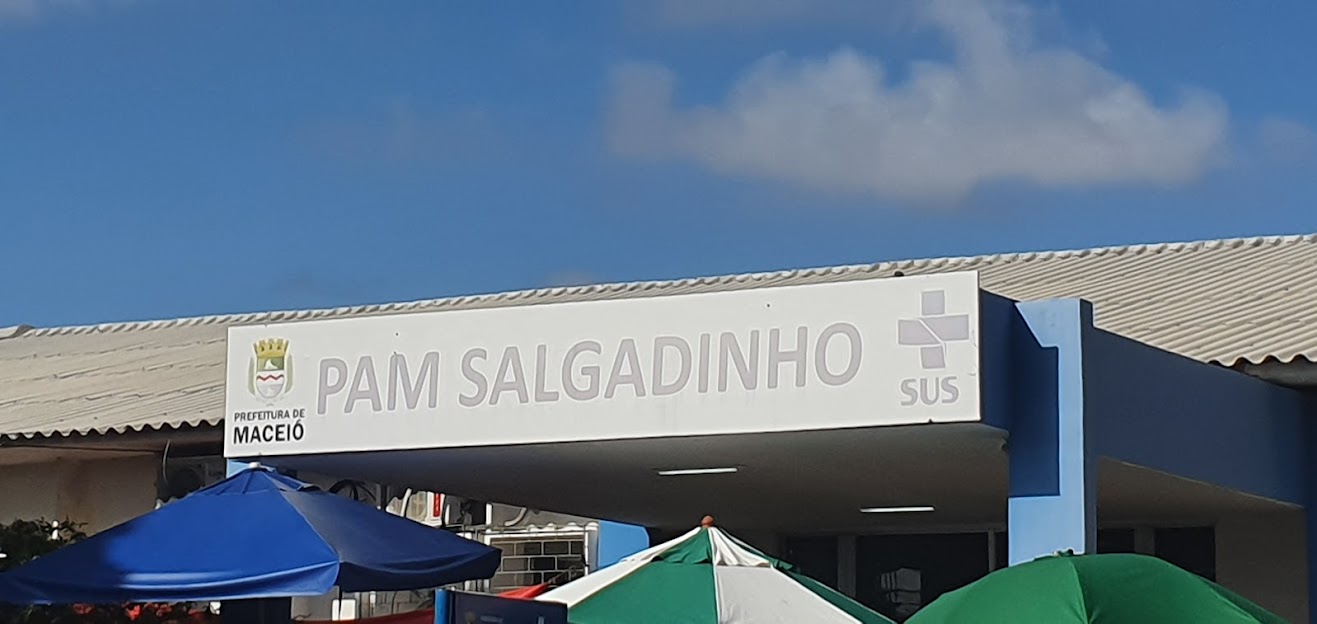 PREFEITURA DE
MACEIÓ
PAM SALGADINHO
SUS